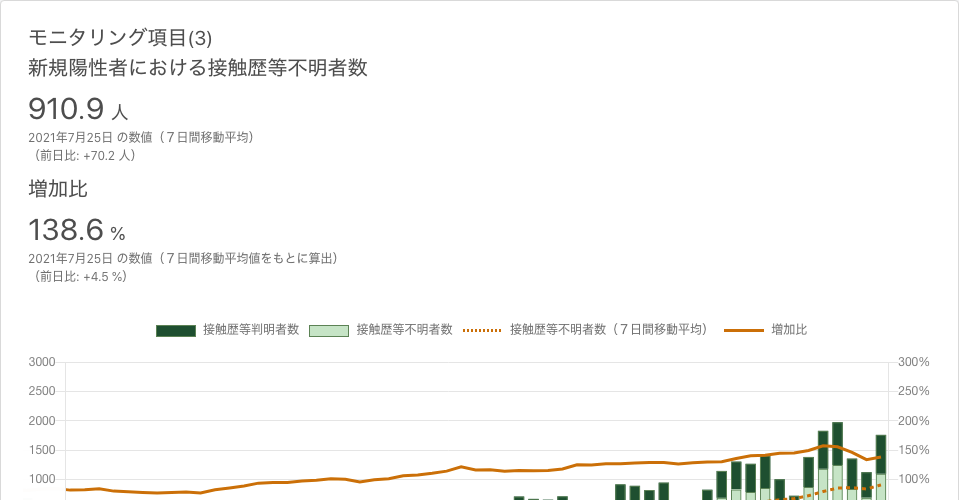 モニタリング項目(3)
新規陽性者における接触歴等不明者数
910.9 人
2021年7月25日 の数値（７日間移動平均）
（前日比: +70.2 人）
増加比
138.6 %
2021年7月25日 の数値（７日間移動平均値をもとに算出）
（前日比: +4.5 %）
接触歴等判明者数 接触歴等不明者数 接触歴等不明者数（７日間移動平均） 増加比
3000 300%
2500 250%
2000 200%
1500 150%
1000 100%